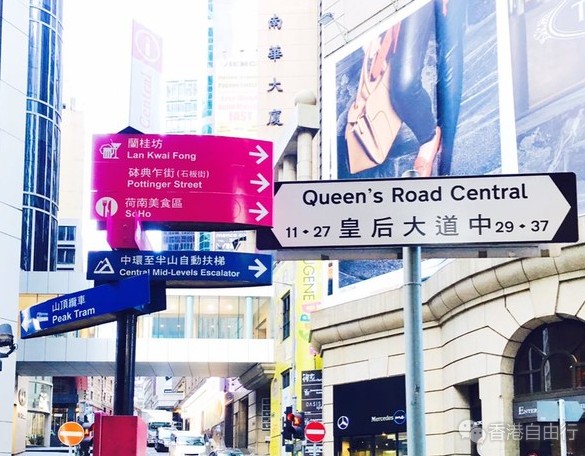 南華大廈
i
Central
蘭桂坊
Lan Kwai Fong
砵典乍街(石板街)
Pottinger Street
荷南美食區
SoHo
中環至半山自動扶梯
Central Mid-Levels Escalator
山頂纜車
Peak Tram
Queen's Road Central
11 27 皇后大道中 29 37
Mercedes
me
OASIS
香港自由行